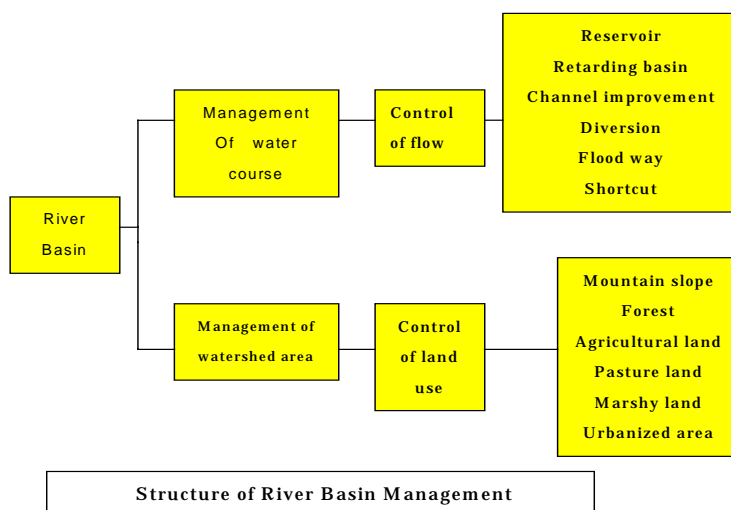 River
Basin
Management
Of water
course
Control
of flow
Reservoir
Retarding basin
Channel improvement
Diversion
Flood way
Shortcut
Management of
watershed area
Control
of land
use
Mountain slope
Forest
Agricultural land
Pasture land
Marshy land
Urbanized area
Structure of River Basin Management